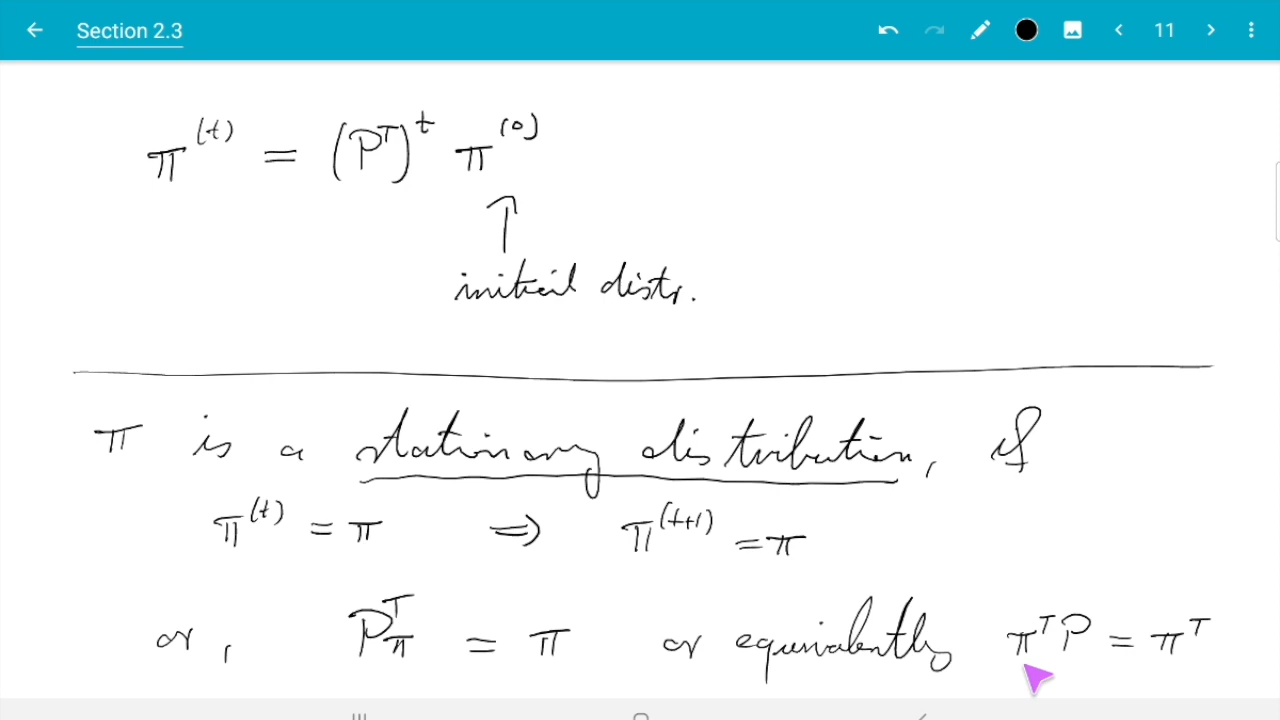 Section 2.3
11
π^(t) = (P^T)^t π^(0)
↑
initial distr.
π is a stationary distribution, if
π^(t) = π ⇒ π^(t+1) = π
or, P^T π = π or equivalently π^T P = π^T